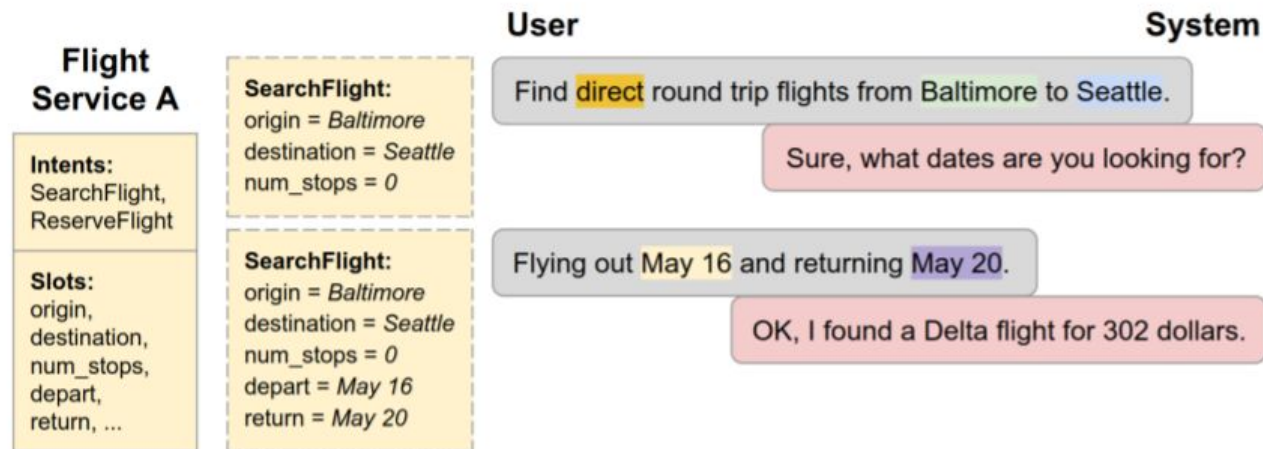 User
System
Flight
Service A
Intents:
SearchFlight,
ReserveFlight
Slots:
origin,
destination,
num_stops,
depart,
return, ...
SearchFlight:
origin = Baltimore
destination = Seattle
num_stops = 0
Find direct round trip flights from Baltimore to Seattle.
Sure, what dates are you looking for?
SearchFlight:
origin = Baltimore
destination = Seattle
num_stops = 0
depart = May 16
return = May 20
Flying out May 16 and returning May 20.
OK, I found a Delta flight for 302 dollars.